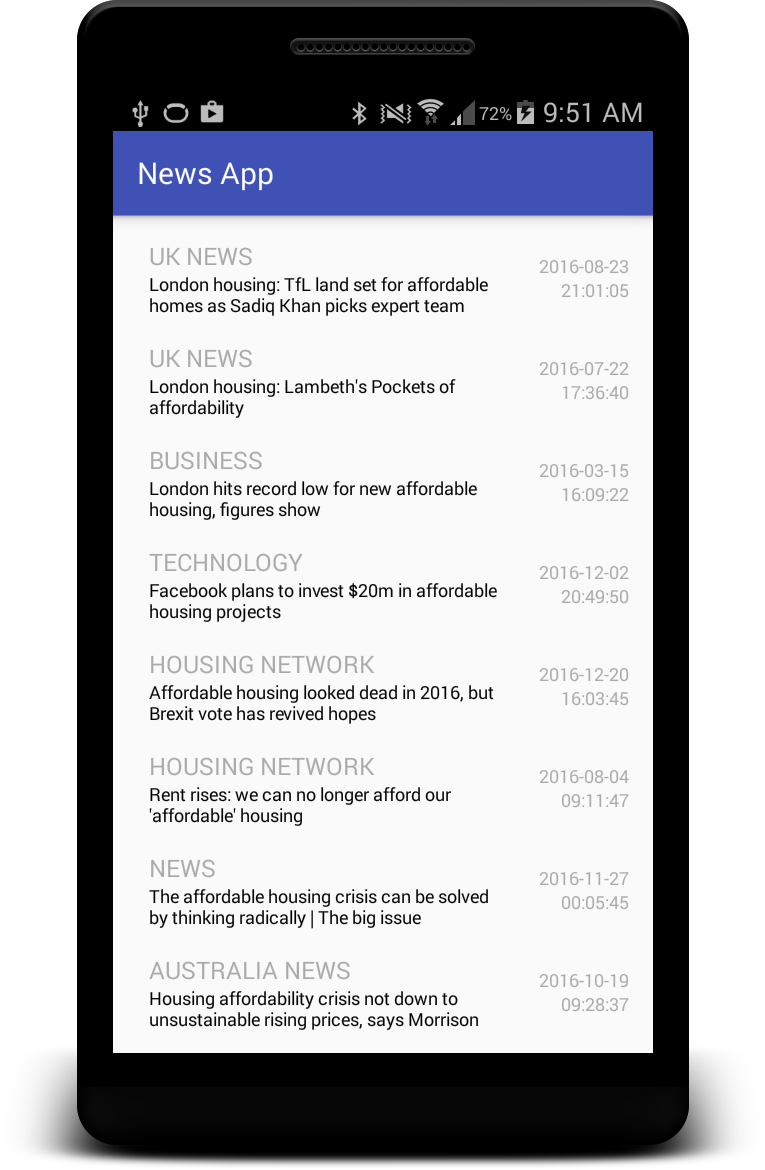 72% 9:51 AM
News App
UK NEWS
London housing: TfL land set for affordable
homes as Sadiq Khan picks expert team
2016-08-23
21:01:05
UK NEWS
London housing: Lambeth's Pockets of
affordability
2016-07-22
17:36:40
BUSINESS
London hits record low for new affordable
housing, figures show
2016-03-15
16:09:22
TECHNOLOGY
Facebook plans to invest $20m in affordable
housing projects
2016-12-02
20:49:50
HOUSING NETWORK
Affordable housing looked dead in 2016, but
Brexit vote has revived hopes
2016-12-20
16:03:45
HOUSING NETWORK
Rent rises: we can no longer afford our
'affordable' housing
2016-08-04
09:11:47
NEWS
The affordable housing crisis can be solved
by thinking radically | The big issue
2016-11-27
00:05:45
AUSTRALIA NEWS
Housing affordability crisis not down to
unsustainable rising prices, says Morrison
2016-10-19
09:28:37